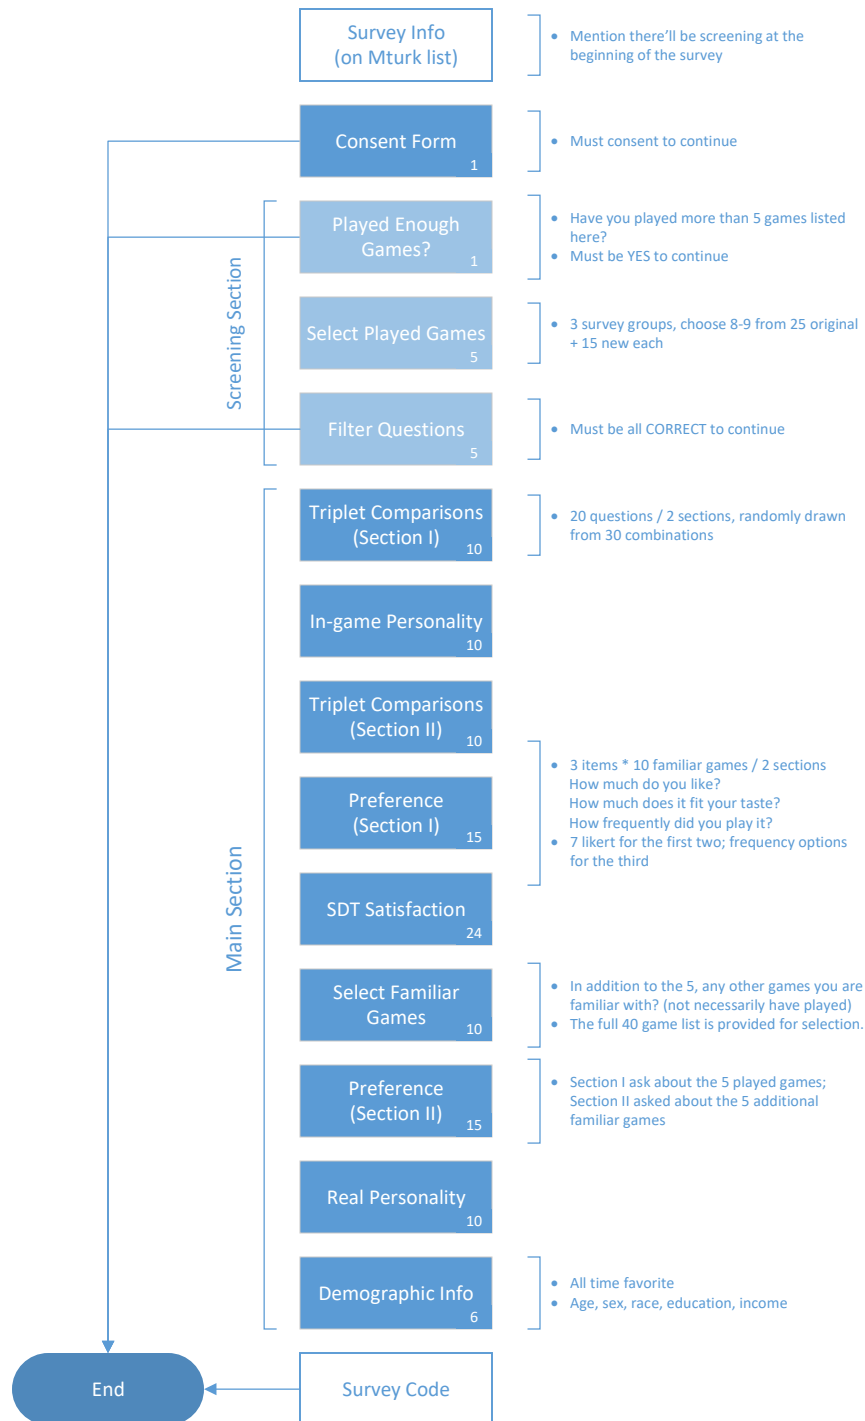 Survey Info
(on Mturk list)
• Mention there'll be screening at the
beginning of the survey
Consent Form
1
• Must consent to continue
Screening Section
Played Enough
Games?
1
• Have you played more than 5 games listed
here?
• Must be YES to continue
Select Played Games
5
• 3 survey groups, choose 8-9 from 25 original
+ 15 new each
Filter Questions
5
• Must be all CORRECT to continue
Main Section
Triplet Comparisons
(Section I)
10
• 20 questions / 2 sections, randomly drawn
from 30 combinations
In-game Personality
10
Triplet Comparisons
(Section II)
10
Preference
(Section I)
15
• 3 items * 10 familiar games / 2 sections
How much do you like?
How much does it fit your taste?
How frequently did you play it?
• 7 likert for the first two; frequency options
for the third
SDT Satisfaction
24
Select Familiar
Games
10
• In addition to the 5, any other games you are
familiar with? (not necessarily have played)
• The full 40 game list is provided for selection.
Preference
(Section II)
15
• Section I ask about the 5 played games;
Section II asked about the 5 additional
familiar games
Real Personality
10
Demographic Info
6
• All time favorite
• Age, sex, race, education, income
End
Survey Code